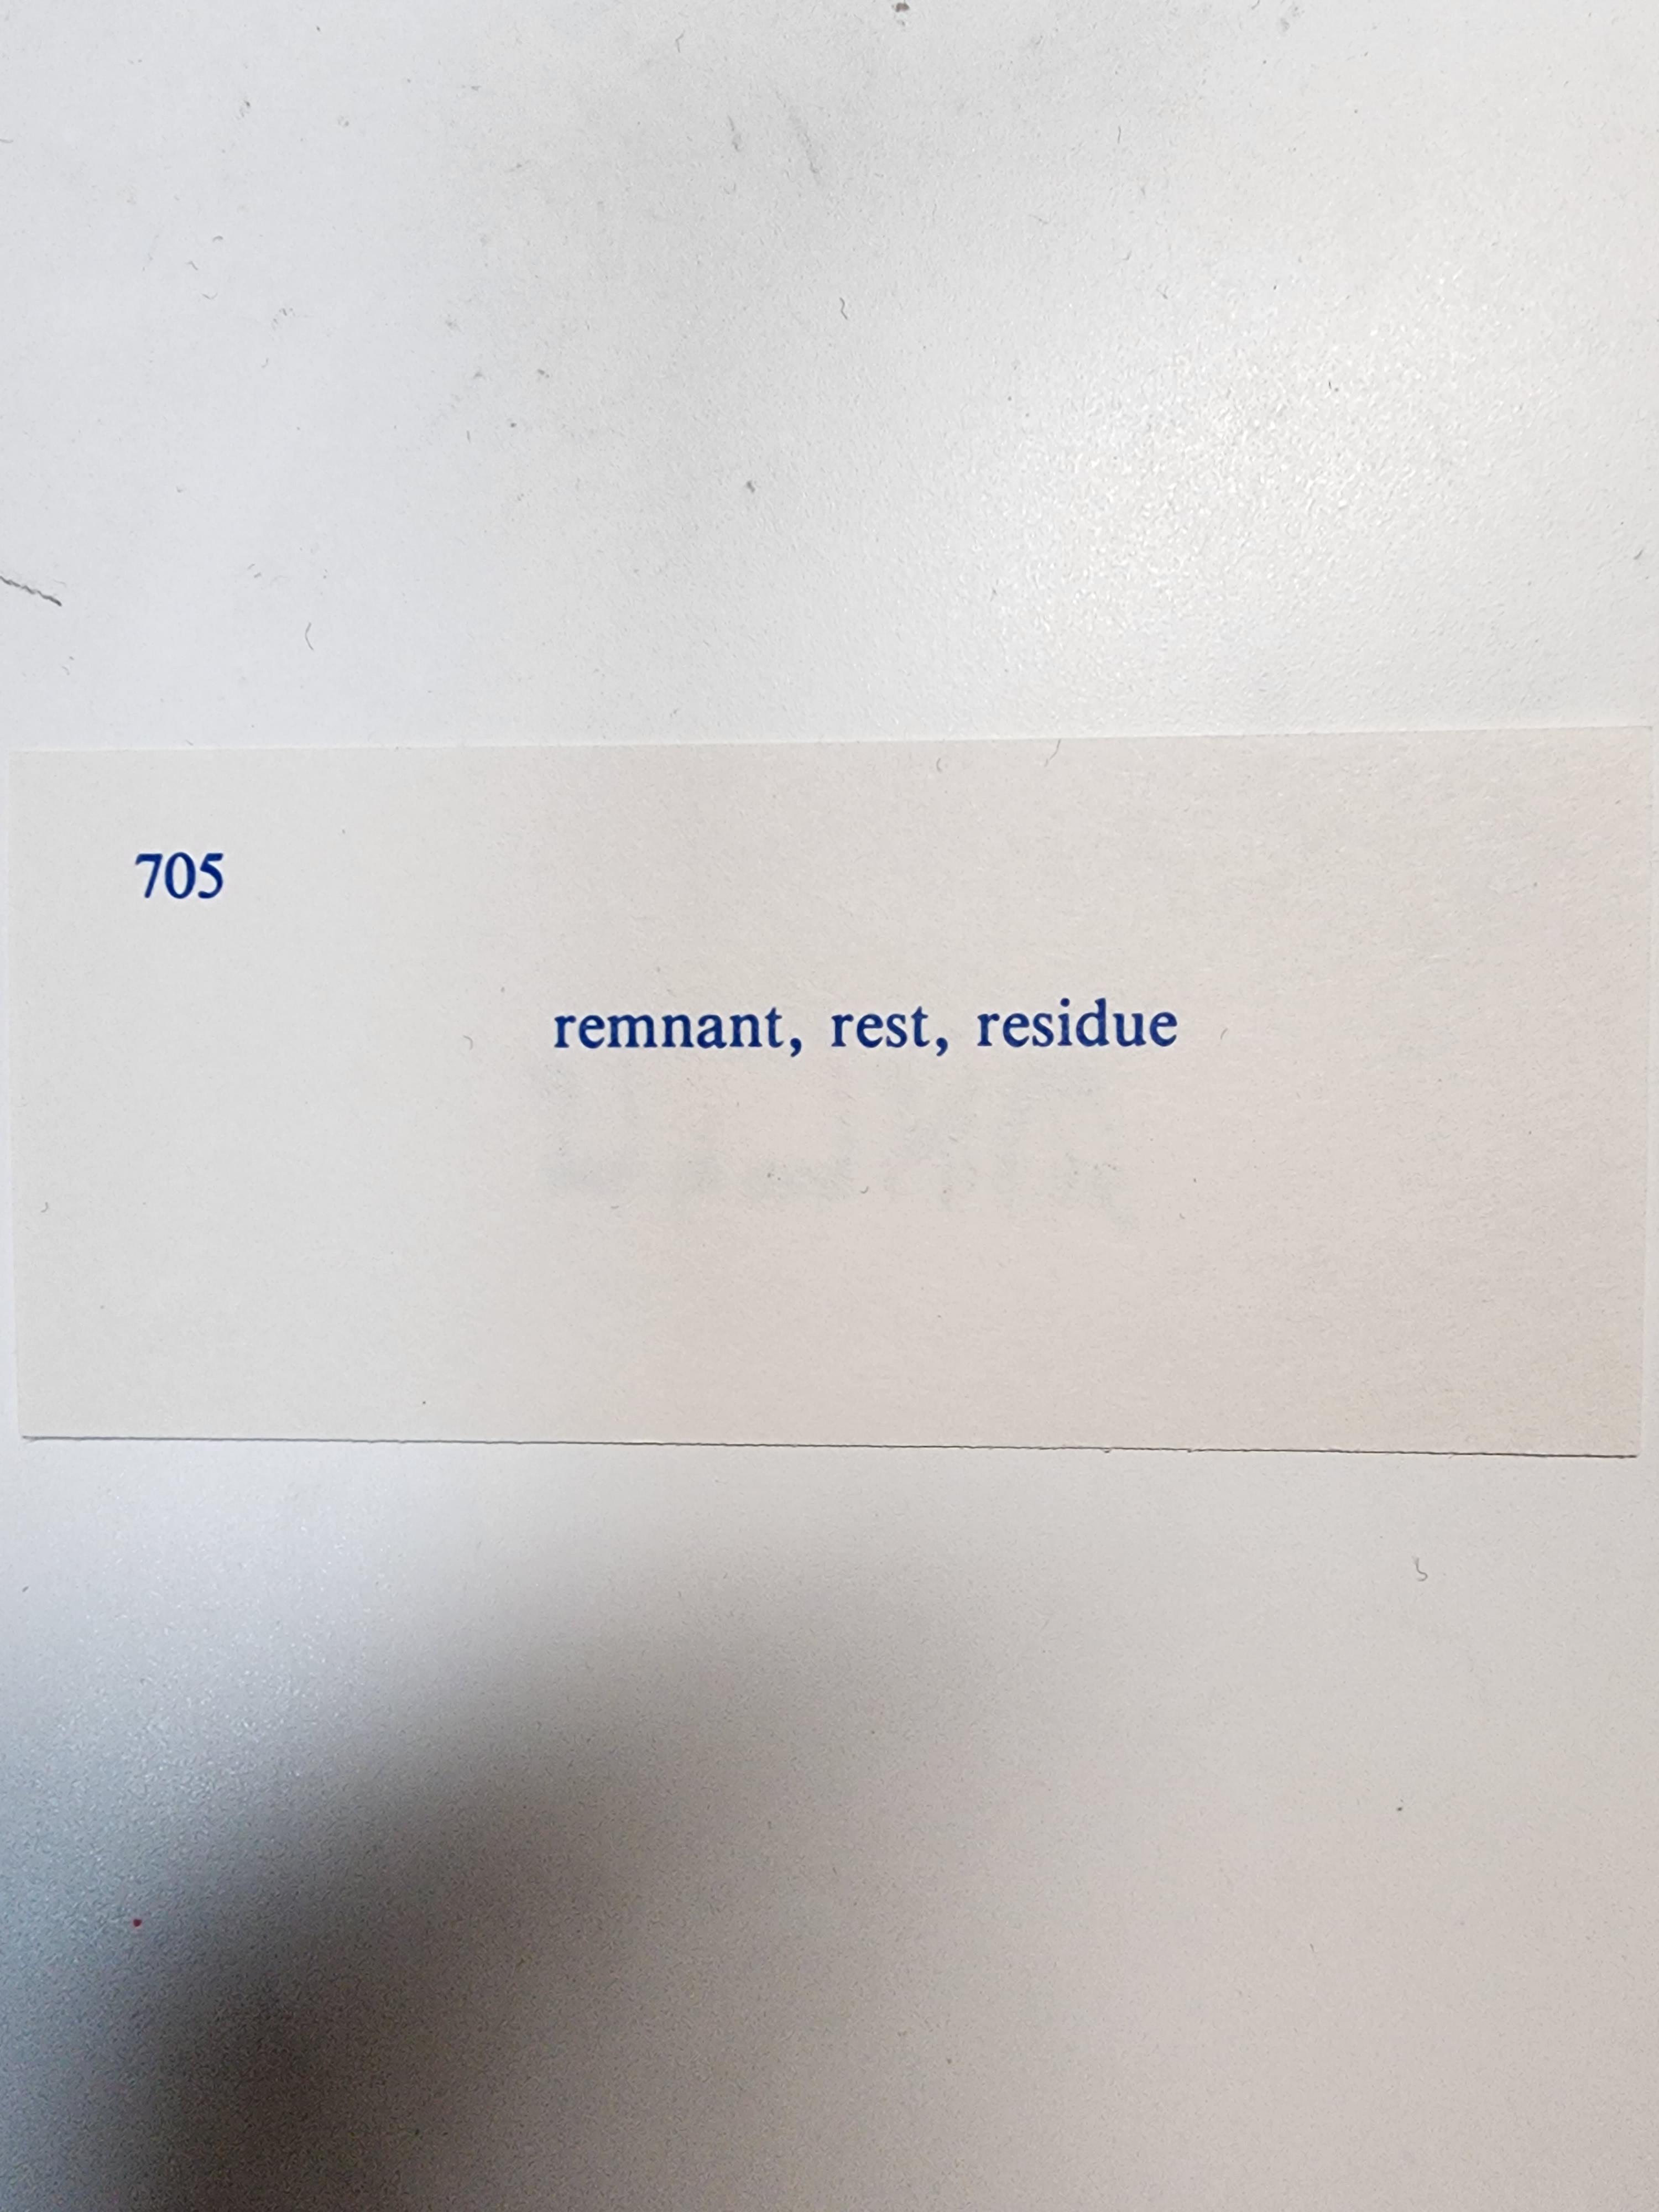 705
remnant, rest, residue